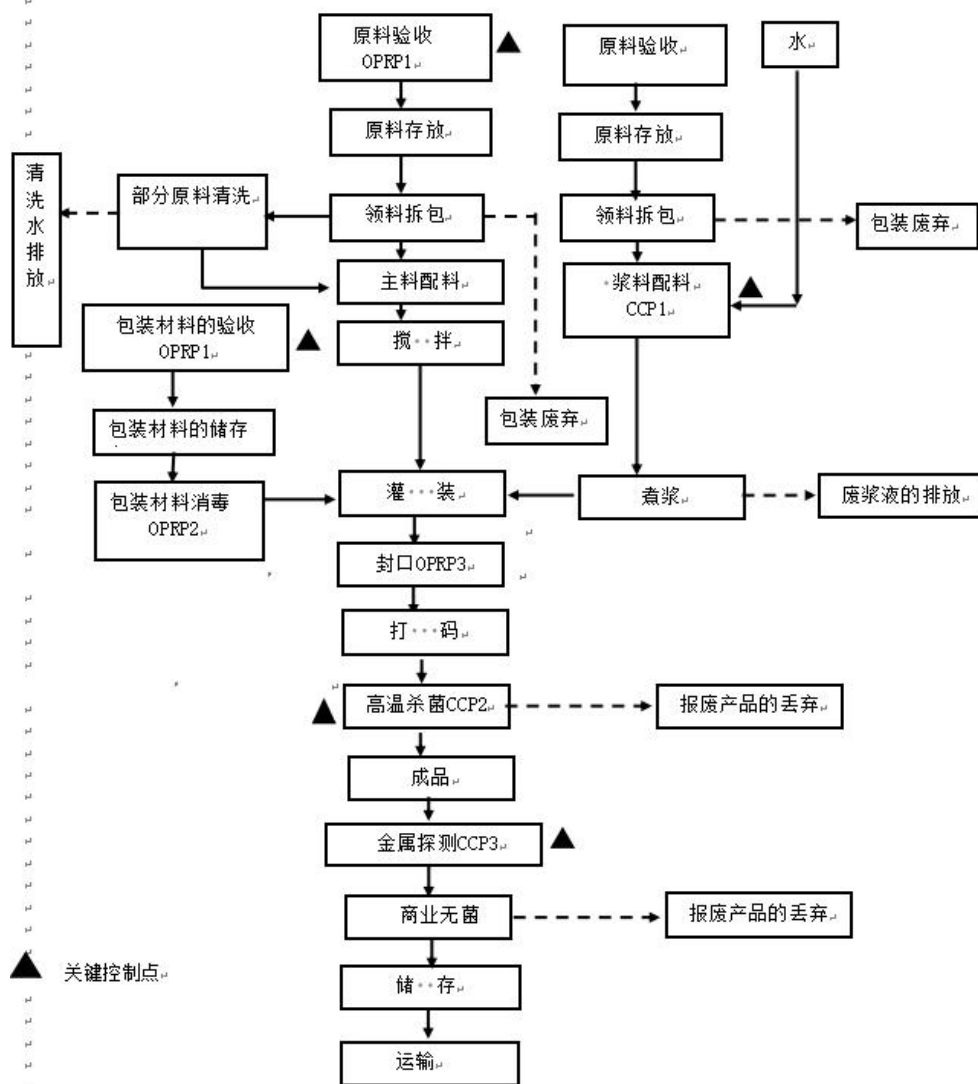 原料验收
OPRP1
原料验收
水
原料存放
原料存放
清洗水排放
部分原料清洗
领料拆包
领料拆包
包装废弃
主料配料
浆料配料
CCP1
包装材料的验收
OPRP1
搅··拌
包装废弃
包装材料的储存
包装材料消毒
OPRP2
灌···装
煮浆
废浆液的排放
封口OPRP3
打···码
高温杀菌CCP2
报废产品的丢弃
成品
金属探测CCP3
商业无菌
报废产品的丢弃
关键控制点
储··存
运输